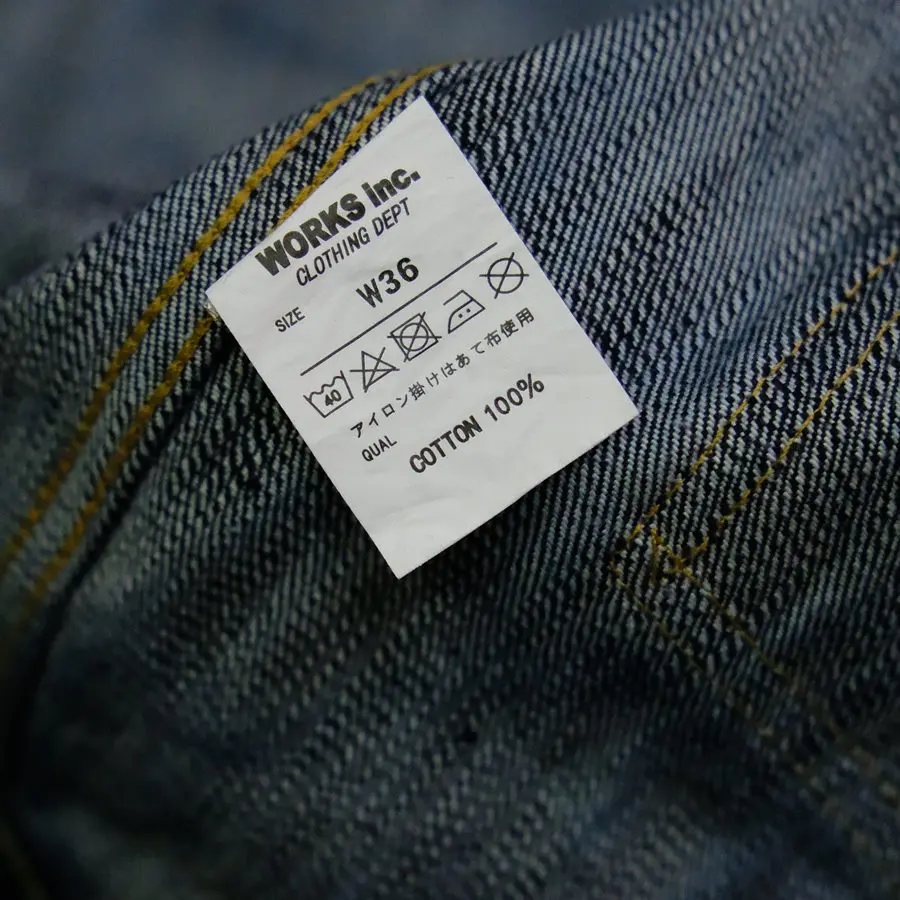 WORKS inc.
CLOTHING DEPT
SIZE W36
40
アイロン掛けはあて布使用
QUAL
COTTON 100%